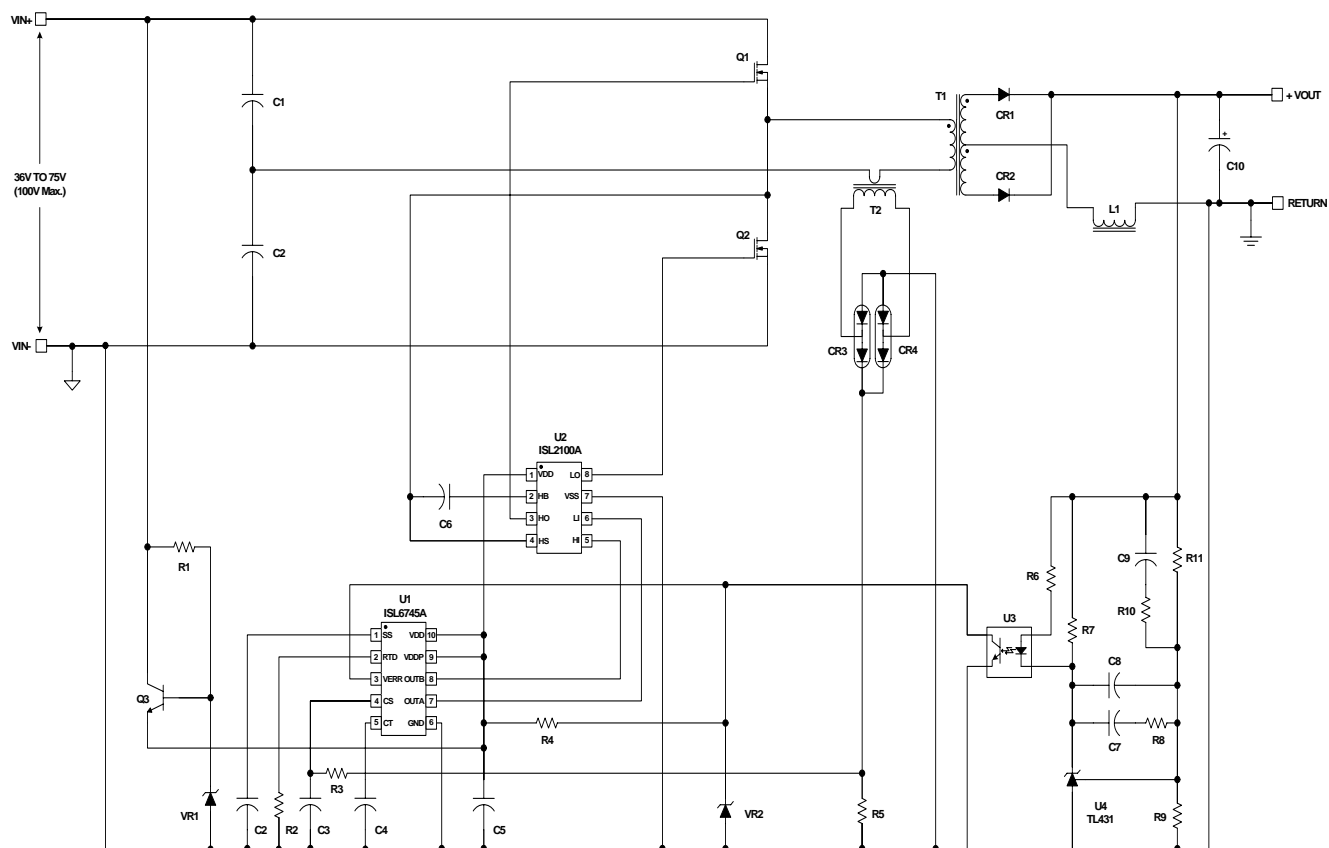 VIN+
Q1
C1
T1
CR1
+ VOUT
+
C10
36V TO 75V
(100V Max.)
CR2
RETURN
T2
L1
Q2
C2
VIN-
CR3
CR4
U2
ISL2100A
1 VDD LO 8
2 HB VSS 7
3 HO LI 6
4 HS HI 5
C6
R1
C9
R11
R6
R10
U1
ISL6745A
U3
R7
1 SS VDD 10
2 RTD VDDP 9
3 VERR OUTB 8
4 CS OUTA 7
5 CT GND 6
C8
Q3
R4
C7
R8
R3
VR1
C2
R2
C3
C4
C5
VR2
R5
U4
TL431
R9